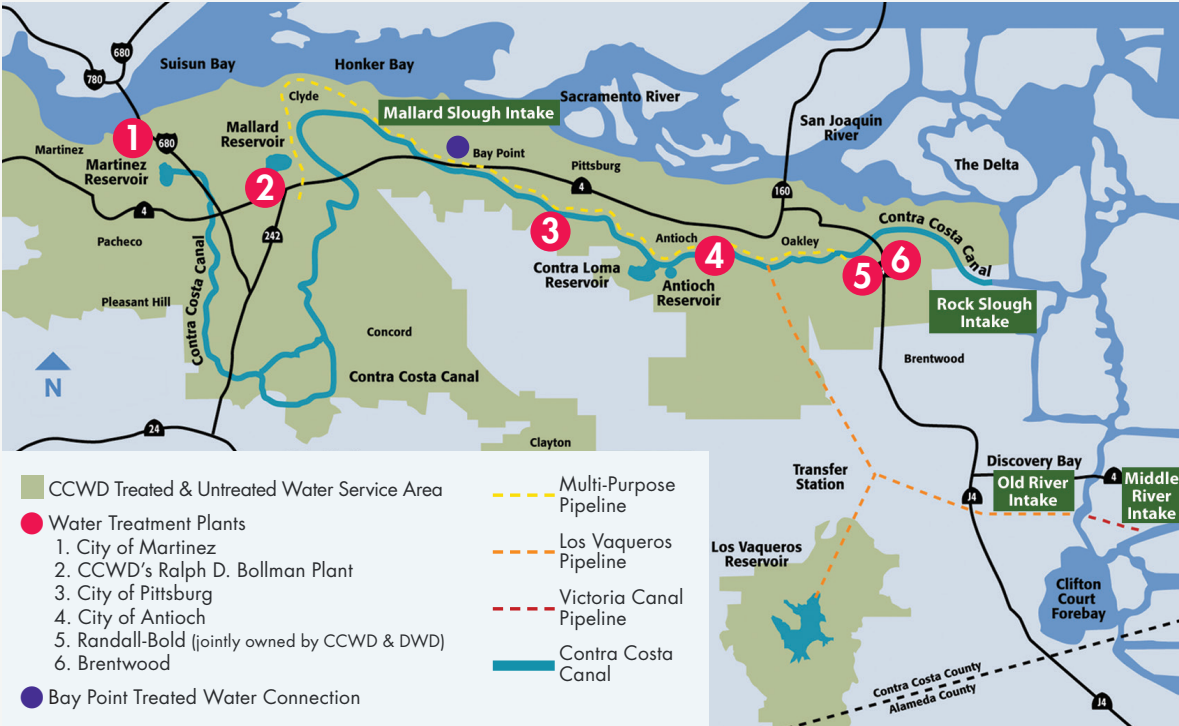 680
780
Suisun Bay
Honker Bay
Clyde
Mallard Slough Intake
Sacramento River
San Joaquin
River
The Delta
1
680
Martinez
Martinez
Reservoir
Mallard
Reservoir
2
Bay Point
Pittsburg
4
160
4
242
Pacheco
Pleasant Hill
Contra Costa Canal
3
Contra Loma
Reservoir
Antioch
4
Antioch
Reservoir
Oakley
5
6
Contra Costa
Canal
Rock Slough
Intake
Brentwood
N
Concord
Contra Costa Canal
24
Clayton
Transfer
Station
Discovery Bay
Old River
Intake
4
Middle
River
Intake
J4
Los Vaqueros
Reservoir
Clifton
Court
Forebay
Contra Costa County
Alameda County
J4
CCWD Treated & Untreated Water Service Area
Water Treatment Plants
1. City of Martinez
2. CCWD's Ralph D. Bollman Plant
3. City of Pittsburg
4. City of Antioch
5. Randall-Bold (jointly owned by CCWD & DWD)
6. Brentwood
Bay Point Treated Water Connection
Multi-Purpose
Pipeline
Los Vaqueros
Pipeline
Victoria Canal
Pipeline
Contra Costa
Canal